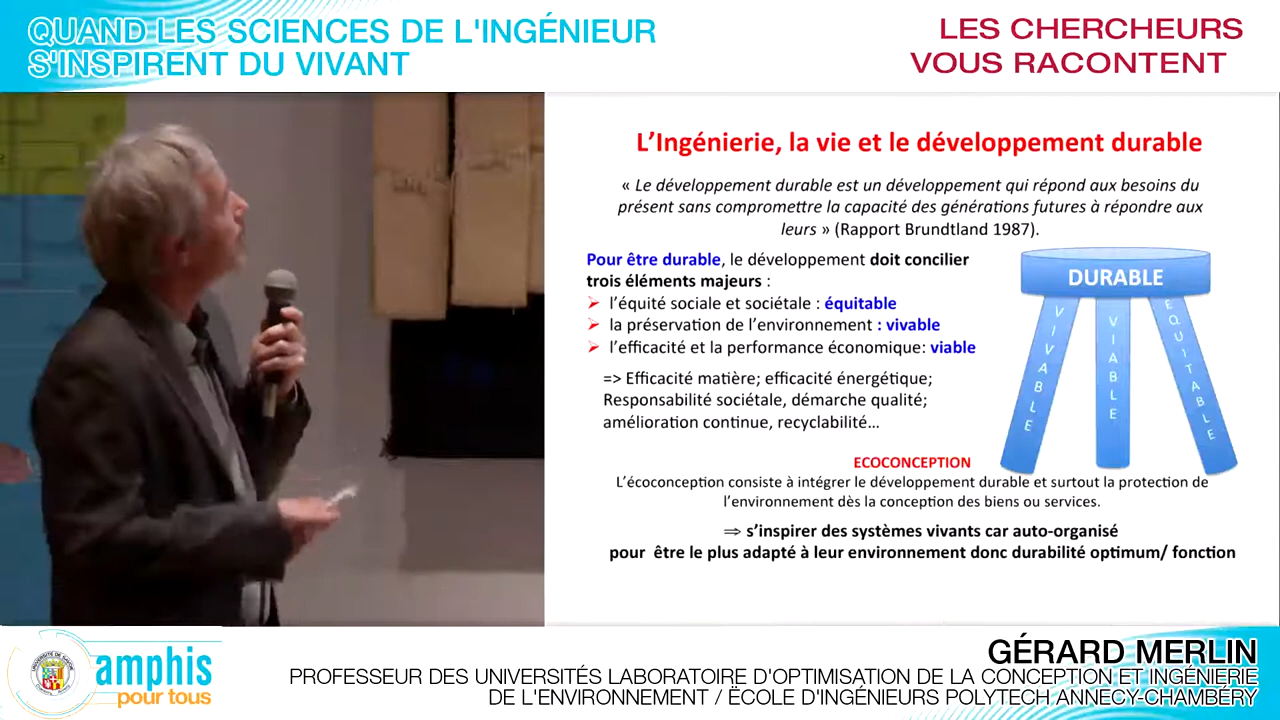 QUAND LES SCIENCES DE L'INGÉNIEUR
S'INSPIRENT DU VIVANT
LES CHERCHEURS
VOUS RACONTENT
L'Ingénierie, la vie et le développement durable
« Le développement durable est un développement qui répond aux besoins du
présent sans compromettre la capacité des générations futures à répondre aux
leurs » (Rapport Brundtland 1987).
Pour être durable, le développement doit concilier
trois éléments majeurs :
l'équité sociale et sociétale : équitable
la préservation de l'environnement : vivable
l'efficacité et la performance économique: viable
=> Efficacité matière; efficacité énergétique;
Responsabilité sociétale, démarche qualité;
amélioration continue, recyclabilité…
DURABLE
VIVABLE
VIABLE
EQUITABLE
ECOCONCEPTION
L'écoconception consiste à intégrer le développement durable et surtout la protection de
l'environnement dès la conception des biens ou services.
⇒ s'inspirer des systèmes vivants car auto-organisé
pour être le plus adapté à leur environnement donc durabilité optimum/ fonction
amphis
pour tous
GÉRARD MERLIN
PROFESSEUR DES UNIVERSITÉS LABORATOIRE D'OPTIMISATION DE LA CONCEPTION ET INGÉNIERIE
DE L'ENVIRONNEMENT / ËCOLE D'INGÉNIEURS POLYTECH ANNECY-CHAMBÉRY